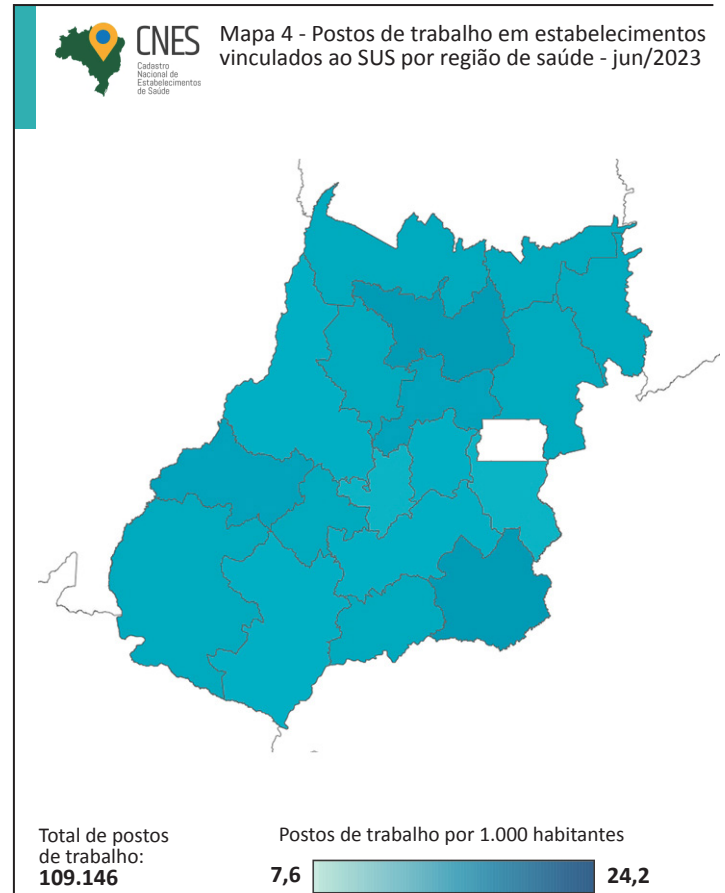 CNES
Cadastro
Nacional de
Estabelecimentos
de Saúde
Mapa 4 - Postos de trabalho em estabelecimentos
vinculados ao SUS por região de saúde - jun/2023
Total de postos
de trabalho:
109.146
Postos de trabalho por 1.000 habitantes
7,6
24,2